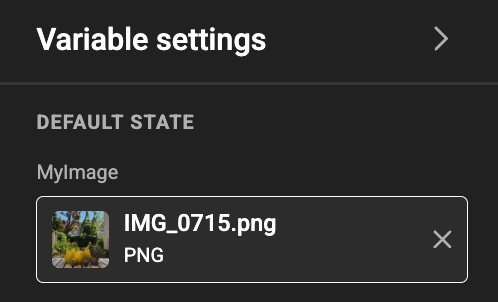 Variable settings
DEFAULT STATE
MyImage
IMG_0715.png
PNG